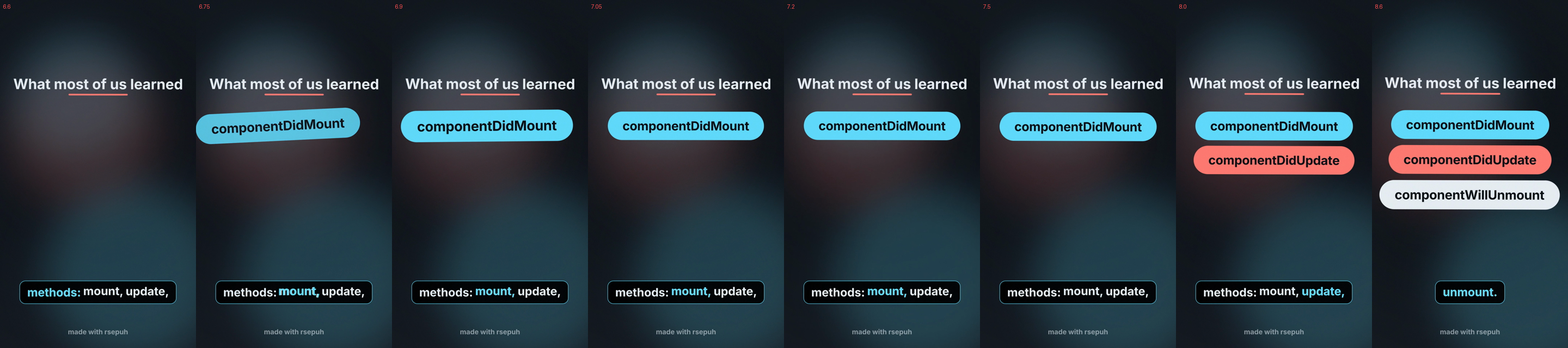 6.6
What most of us learned
methods: mount, update,
made with rsepuh
6.75
What most of us learned
componentDidMount
methods: mount, update,
made with rsepuh
6.9
What most of us learned
componentDidMount
methods: mount, update,
made with rsepuh
7.05
What most of us learned
componentDidMount
methods: mount, update,
made with rsepuh
7.2
What most of us learned
componentDidMount
methods: mount, update,
made with rsepuh
7.5
What most of us learned
componentDidMount
methods: mount, update,
made with rsepuh
8.0
What most of us learned
componentDidMount
componentDidUpdate
methods: mount, update,
made with rsepuh
8.6
What most of us learned
componentDidMount
componentDidUpdate
componentWillUnmount
unmount.
made with rsepuh